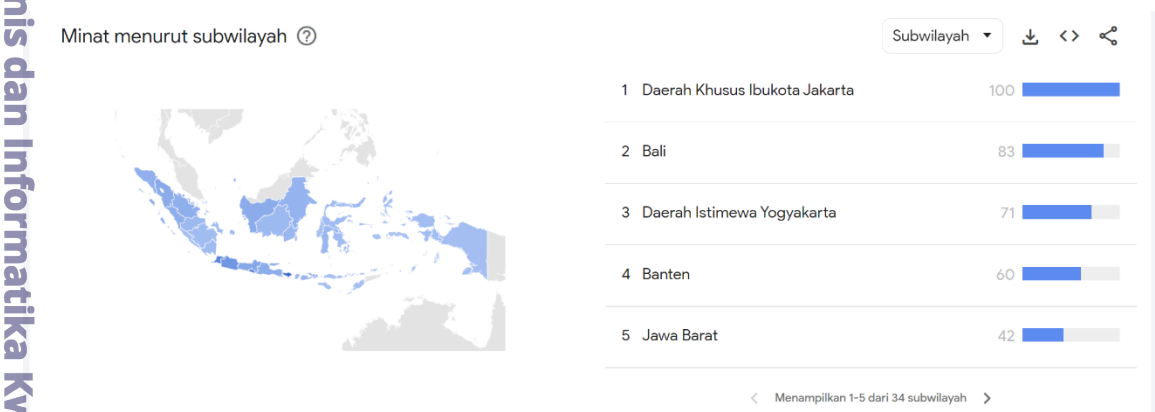 nis dan Informatika Kw
Minat menurut subwilayah
Subwilayah
1 Daerah Khusus Ibukota Jakarta 100
2 Bali 83
3 Daerah Istimewa Yogyakarta 71
4 Banten 60
5 Jawa Barat 42
Menampilkan 1-5 dari 34 subwilayah